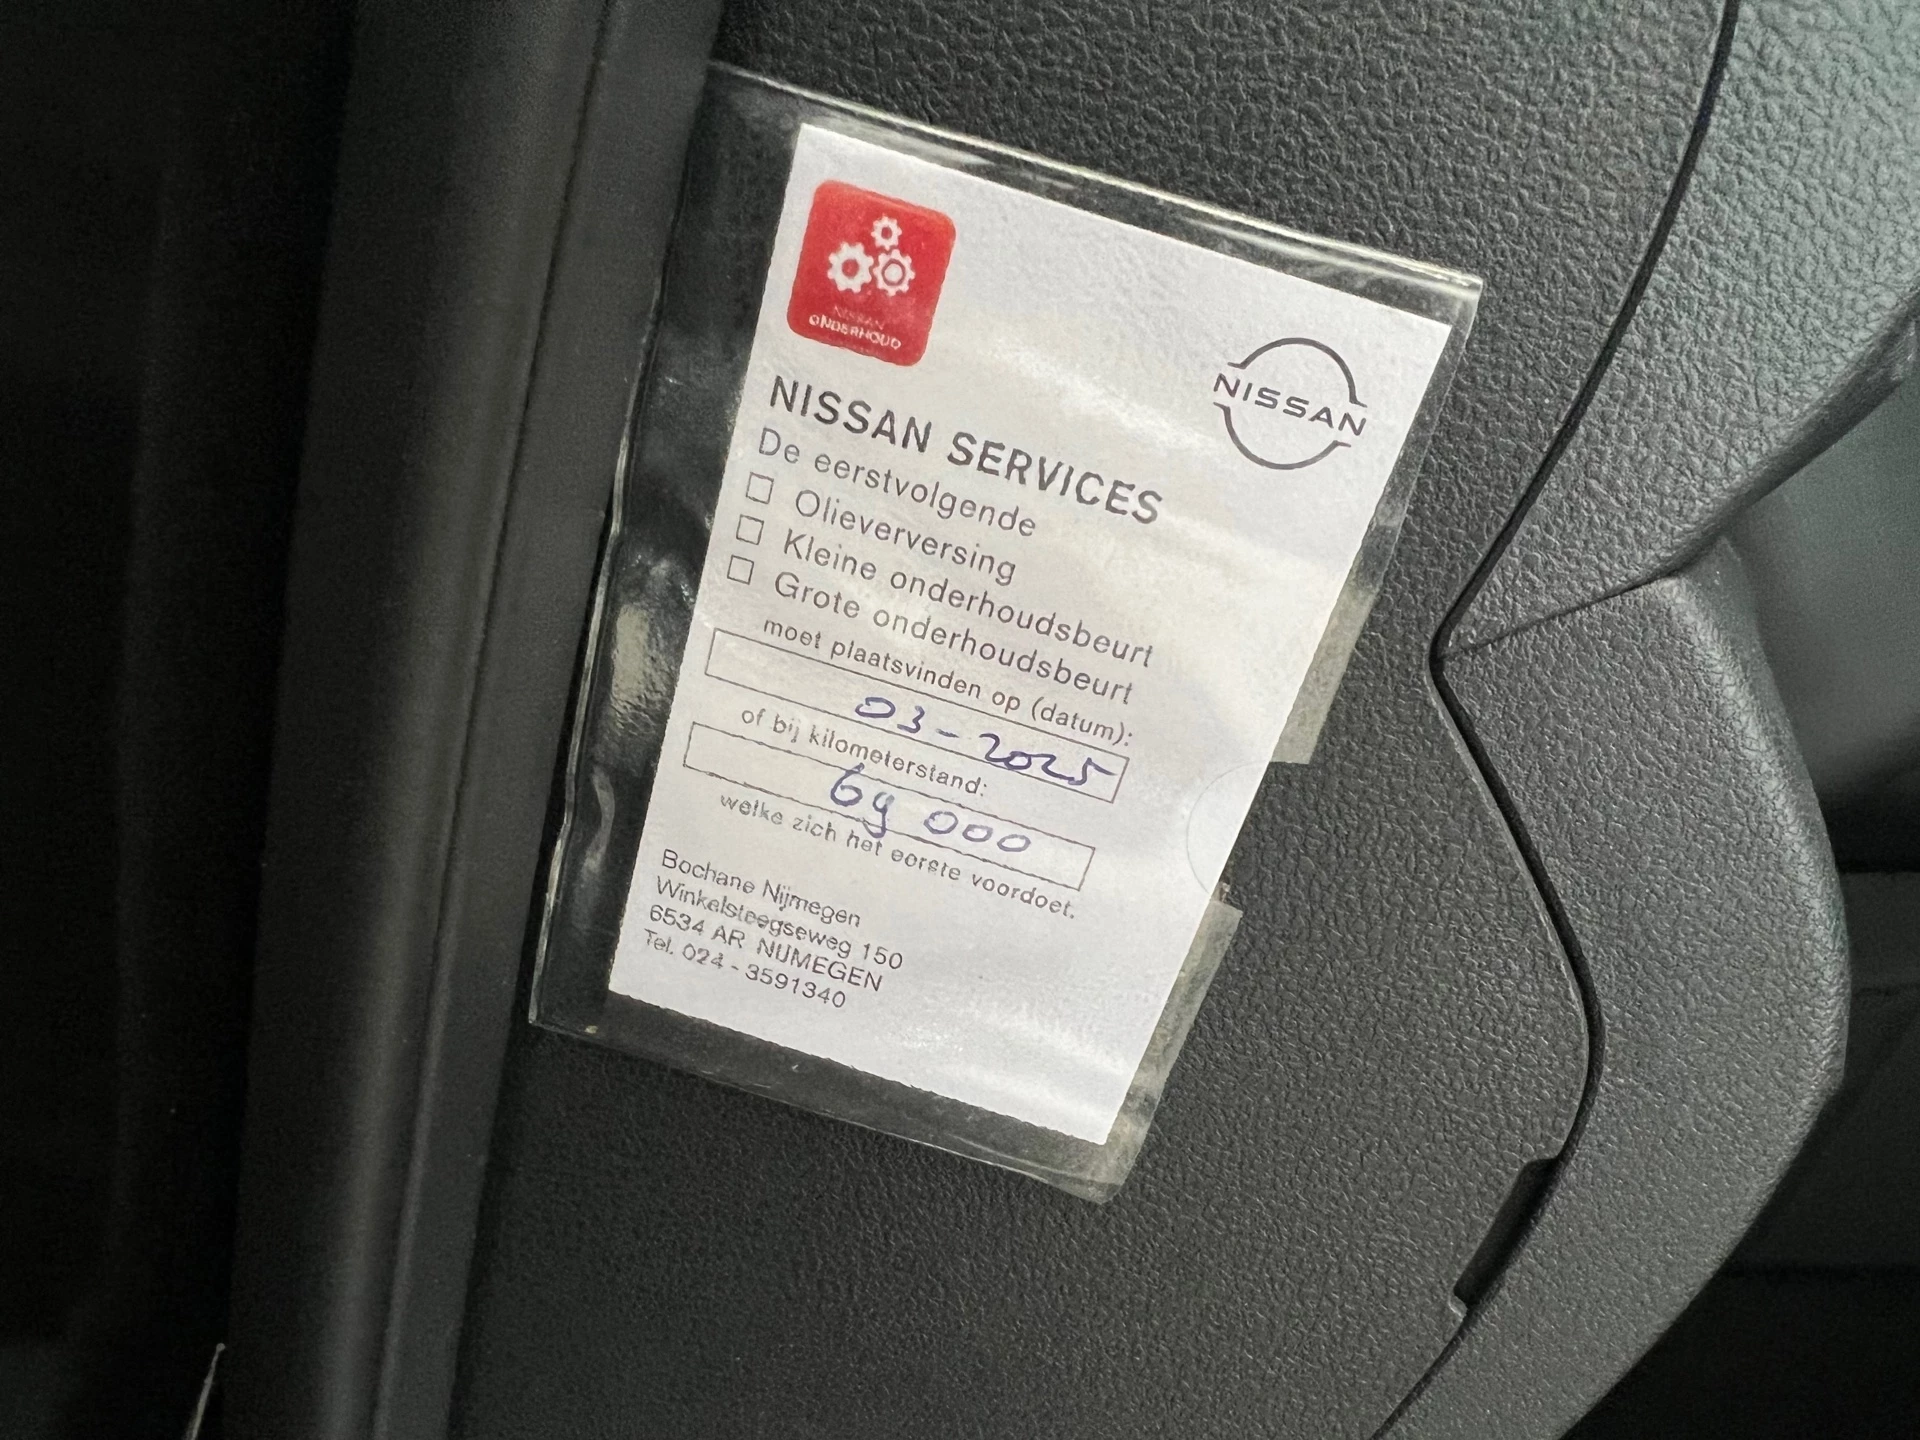 NISSAN
ONDERHOUD
NISSAN
NISSAN SERVICES
De eerstvolgende
☐ Olieverversing
☐ Kleine onderhoudsbeurt
☐ Grote onderhoudsbeurt
moet plaatsvinden op (datum):
03-2025
of bij kilometerstand:
69 000
welke zich het eerste voordoet.
Bochane Nijmegen
Winkelsteegseweg 150
6534 AR NIJMEGEN
Tel. 024 - 3591340